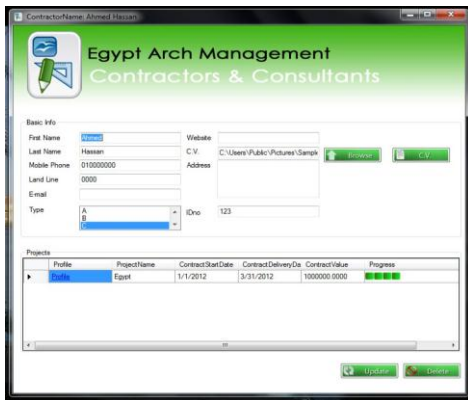 ContractorName: Ahmed Hassan
Egypt Arch Management
Contractors & Consultants
Basic Info
First Name Ahmed Website
Last Name Hassan C.V. C:\Users\Public\Pictures\Sampl Browse C.V.
Mobile Phone 010000000 Address
Land Line 0000
E-mail
Type A
B
C
IDno 123
Projects
Profile ProjectName ContractStartDate ContractDeliveryDa ContractValue Progress
Profile Egypt 1/1/2012 3/31/2012 1000000.0000
Update Delete